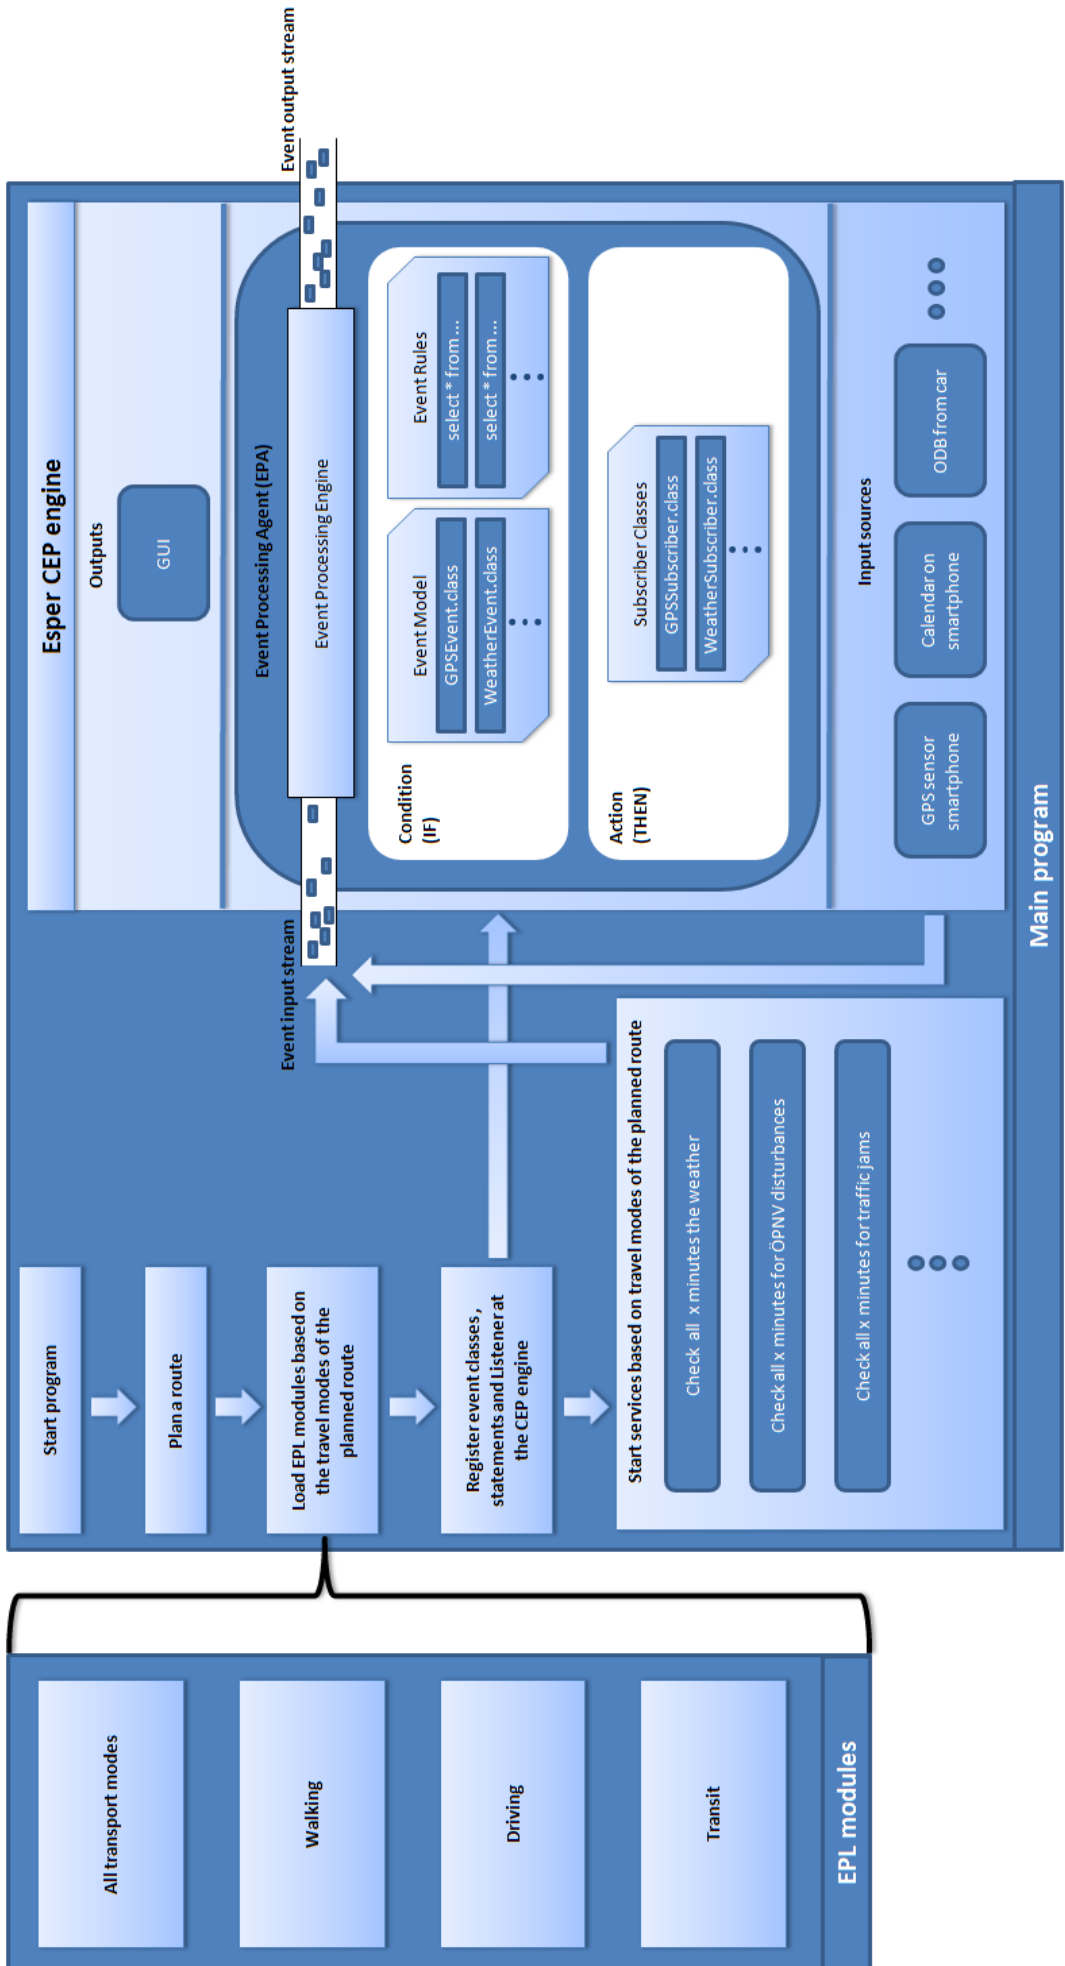 All transport modes
Walking
Driving
Transit
EPL modules
Start program
Plan a route
Load EPL modules based on
the travel modes of the
planned route
Register event classes ,
statements and Listener at
the CEP engine
Start services based on travel modes of the planned route
Check all x minutes the weather
Check all x minutes for ÖPNV disturbances
Check all x minutes for traffic jams
Event input stream
Esper CEP engine
Outputs
GUI
Event Processing Agent (EPA)
Event Processing Engine
Event output stream
Condition
(IF)
Event Model
GPSEvent.class
WeatherEvent.class
Event Rules
select * from ...
select * from ...
Action
(THEN)
Subscriber Classes
GPSSubscriber.class
WeatherSubscriber.class
Input sources
GPS sensor
smartphone
Calendar on
smartphone
ODB from car
Main program